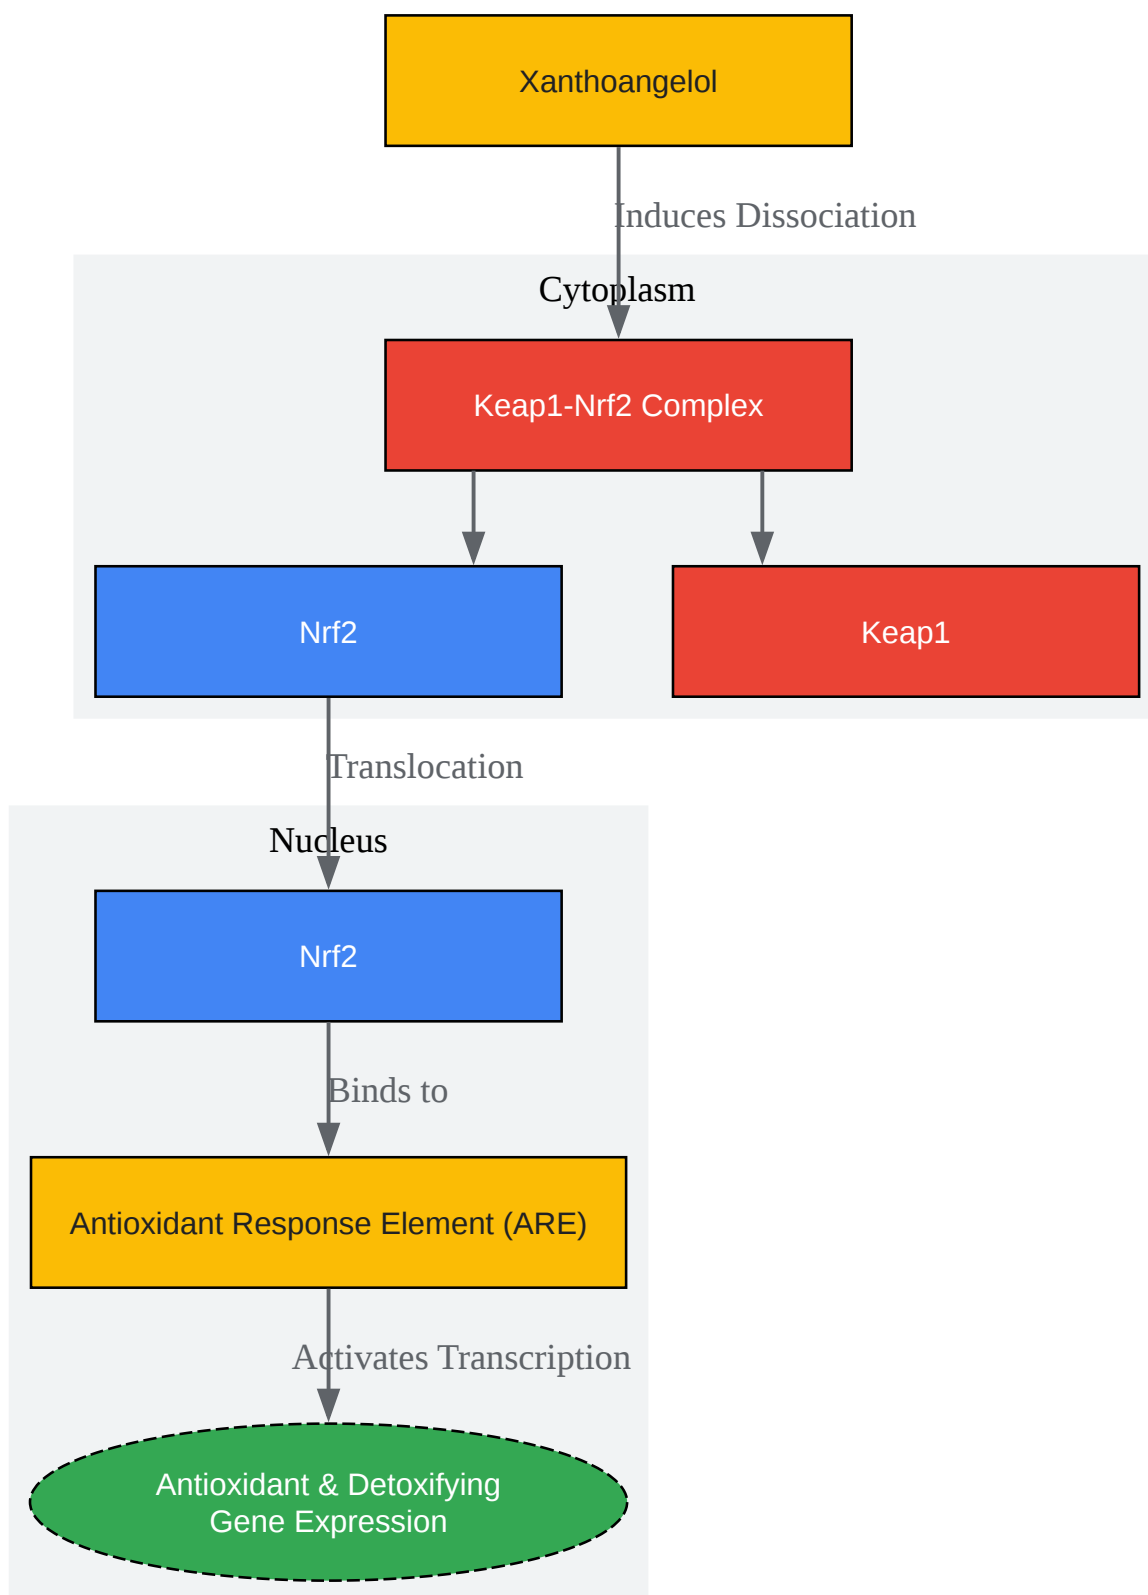 Xanthoangelol
Induces Dissociation
Cytoplasm
Keap1-Nrf2 Complex
Nrf2
Keap1
Translocation
Nucleus
Nrf2
Binds to
Antioxidant Response Element (ARE)
Activates Transcription
Antioxidant & Detoxifying
Gene Expression